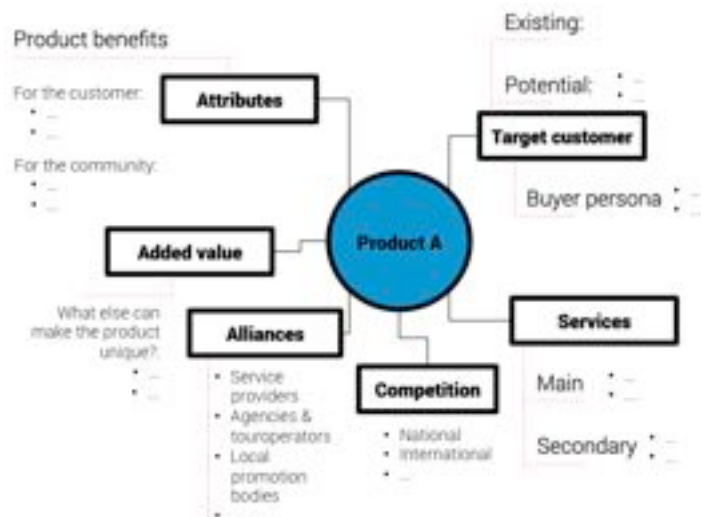 Product benefits
Attributes
For the customer:
• ...
• ...
For the community:
• ...
• ...
Existing:
Potential:
• ...
• ...
Target customer
Buyer persona
• ...
• ...
Product A
Added value
What else can
make the product
unique?:
• ...
• ...
Alliances
• Service
providers
• Agencies &
touroperators
• Local
promotion
bodies
• ...
Competition
• National
• International
• ...
Services
Main
• ...
• ...
Secondary
• ...
• ...